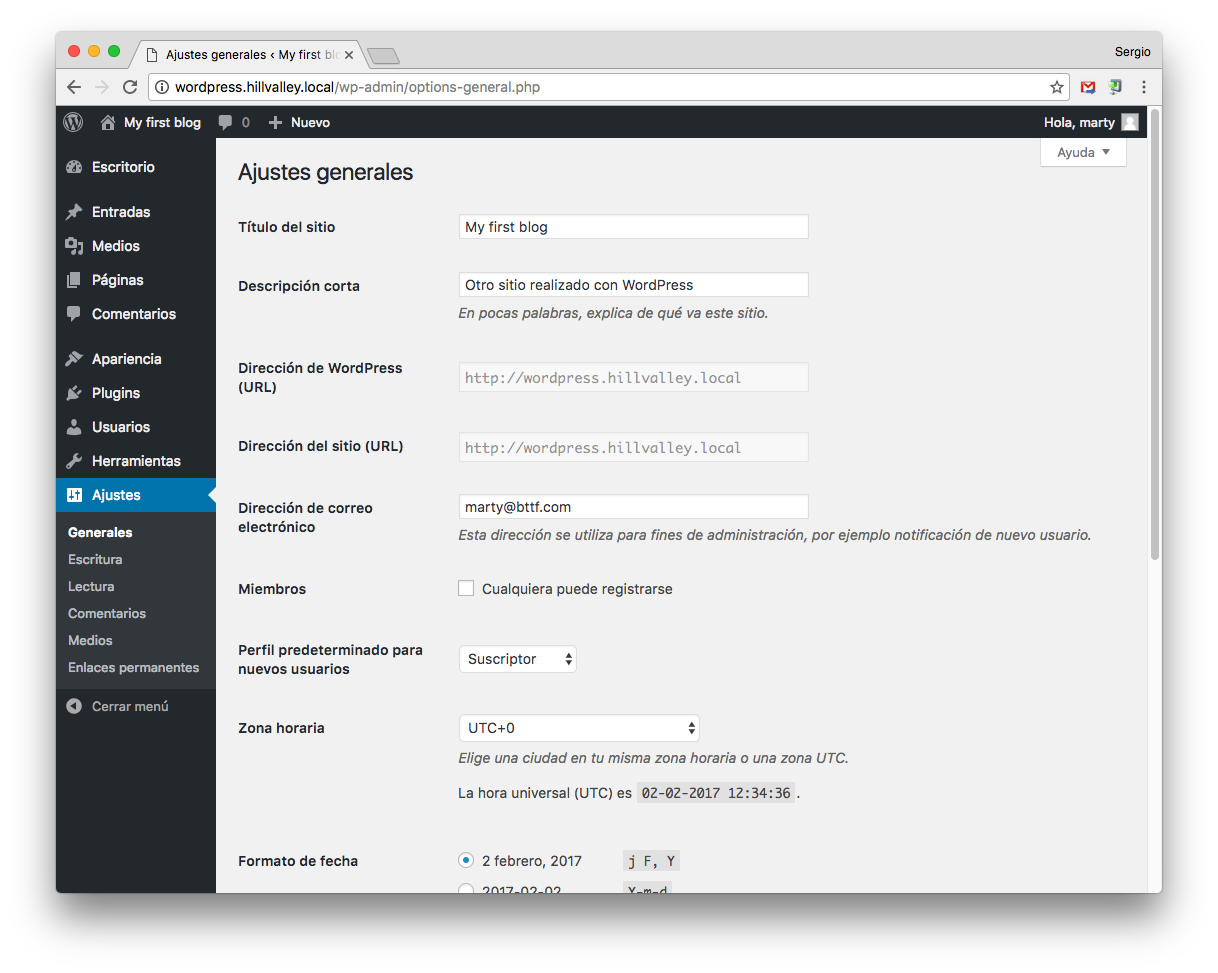 Ajustes generales ‹ My first blo
Sergio
wordpress.hillvalley.local/wp-admin/options-general.php
My first blog 0 Nuevo
Hola, marty
Ayuda
Escritorio
Entradas
Medios
Páginas
Comentarios
Apariencia
Plugins
Usuarios
Herramientas
Ajustes
Generales
Escritura
Lectura
Comentarios
Medios
Enlaces permanentes
Cerrar menú
Ajustes generales
Título del sitio
My first blog
Descripción corta
Otro sitio realizado con WordPress
En pocas palabras, explica de qué va este sitio.
Dirección de WordPress
(URL)
http://wordpress.hillvalley.local
Dirección del sitio (URL)
http://wordpress.hillvalley.local
Dirección de correo
electrónico
marty@bttf.com
Esta dirección se utiliza para fines de administración, por ejemplo notificación de nuevo usuario.
Miembros
Cualquiera puede registrarse
Perfil predeterminado para
nuevos usuarios
Suscriptor
Zona horaria
UTC+0
Elige una ciudad en tu misma zona horaria o una zona UTC.
La hora universal (UTC) es 02-02-2017 12:34:36 .
Formato de fecha
2 febrero, 2017 j F, Y
2017-02-02 Y-m-d